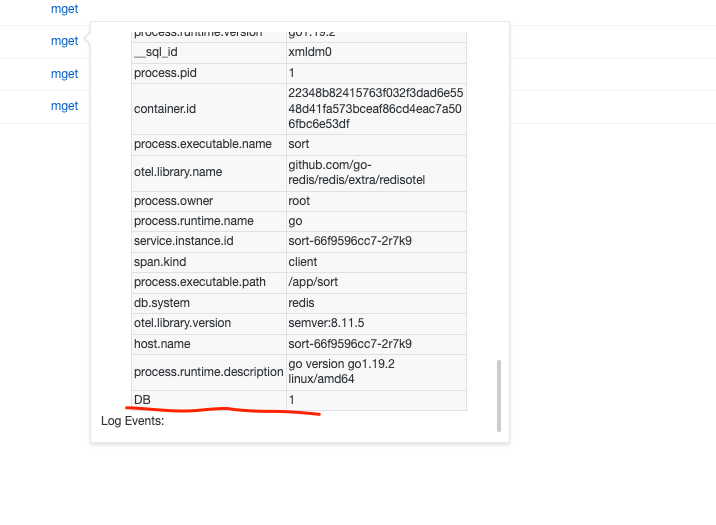 mget
mget
mget
mget
process.runtime.version go1.19.2
__sql_id xmldm0
process.pid 1
container.id 22348b82415763f032f3dad6e55
48d41fa573bceaf86cd4eac7a50
6fbc6e53df
process.executable.name sort
otel.library.name github.com/go-
redis/redis/extra/redisotel
process.owner root
process.runtime.name go
service.instance.id sort-66f9596cc7-2r7k9
span.kind client
process.executable.path /app/sort
db.system redis
otel.library.version semver:8.11.5
host.name sort-66f9596cc7-2r7k9
process.runtime.description go version go1.19.2
linux/amd64
DB 1
Log Events: